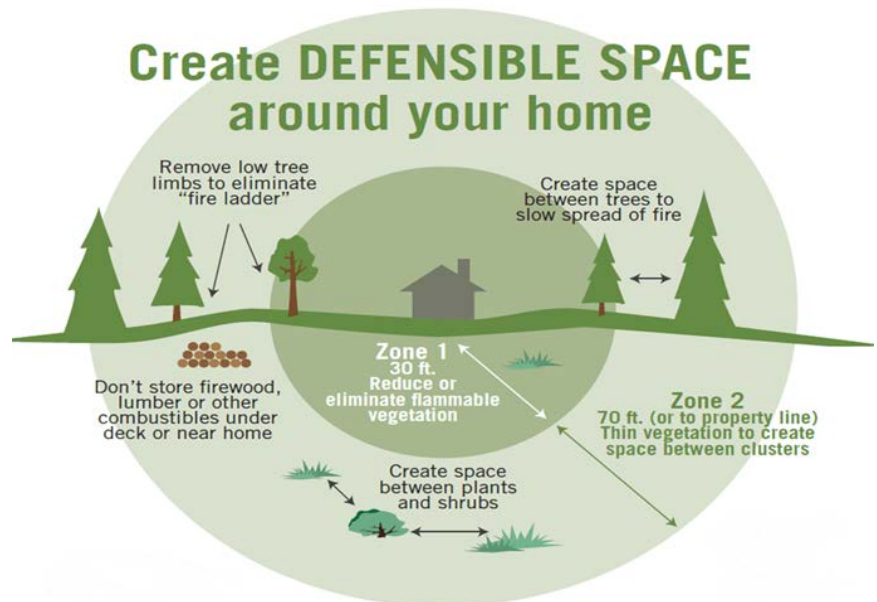 Create DEFENSIBLE SPACE
around your home
Remove low tree
limbs to eliminate
“fire ladder”
Create space
between trees to
slow spread of fire
Zone 1
30 ft.
Reduce or
eliminate flammable
vegetation
Don’t store firewood,
lumber or other
combustibles under
deck or near home
Zone 2
70 ft. (or to property line)
Thin vegetation to create
space between clusters
Create space
between plants
and shrubs